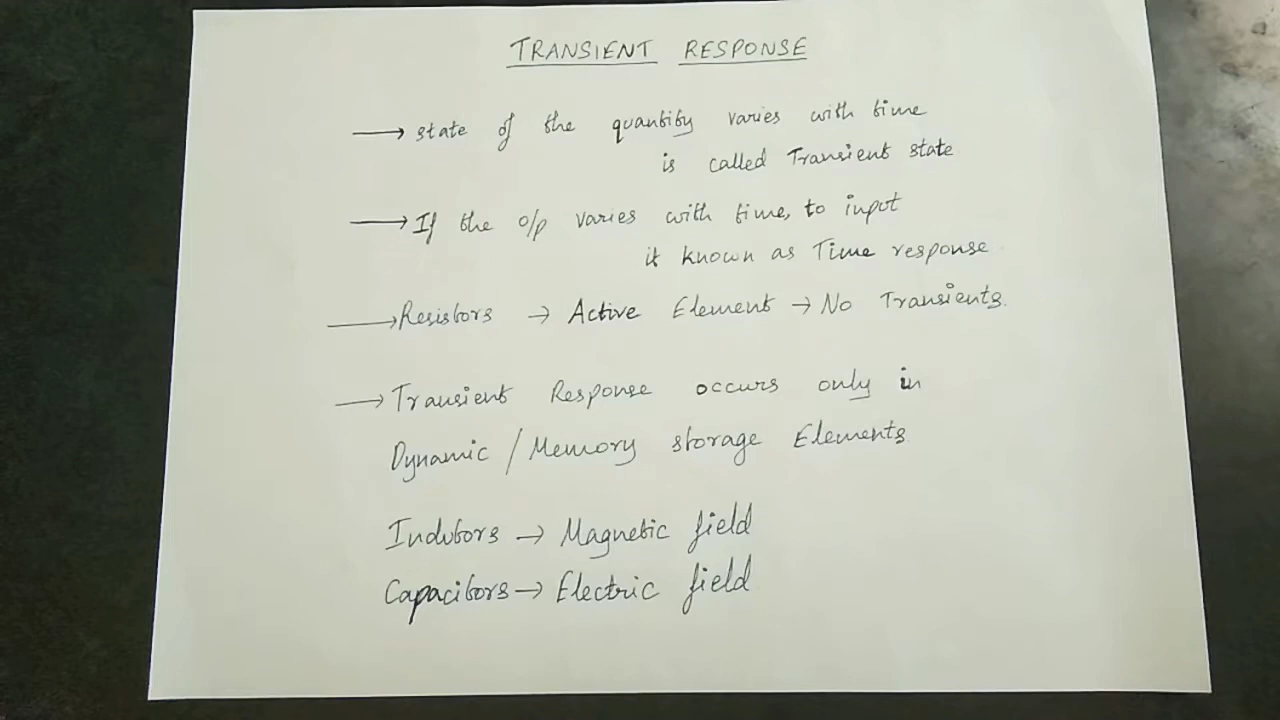 TRANSIENT RESPONSE
→ state of the quantity varies with time
is called Transient state
→ If the o/p varies with time, to input
it known as Time response
→ Resistors → Active Element → No Transients.
→ Transient Response occurs only in
Dynamic / Memory storage Elements
Indutors → Magnetic field
Capacitors → Electric field